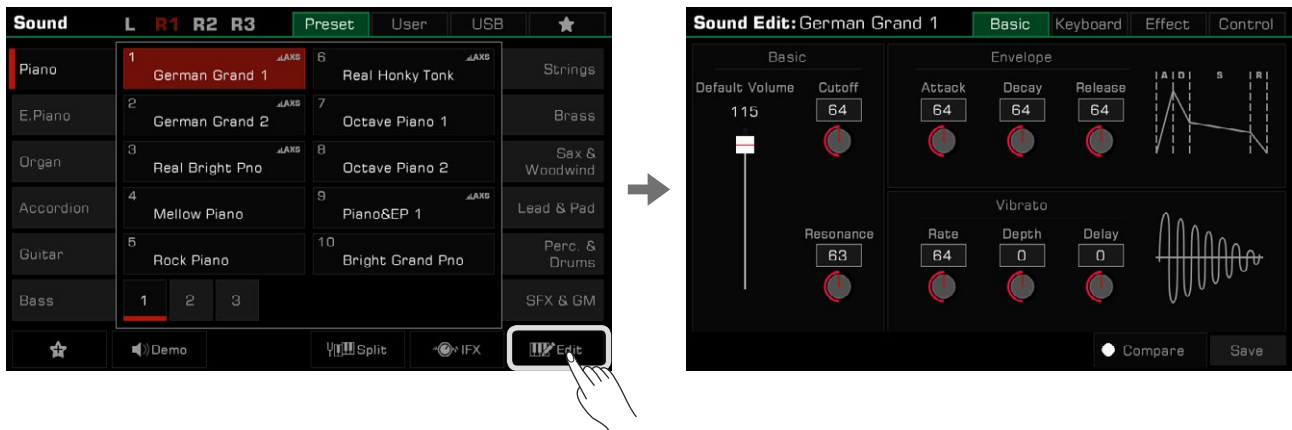 Sound L R1 R2 R3 Preset User USB
Piano
E.Piano
Organ
Accordion
Guitar
Bass
1 AXS
German Grand 1
2 AXS
German Grand 2
3 AXS
Real Bright Pno
4
Mellow Piano
5
Rock Piano
6 AXS
Real Honky Tonk
7
Octave Piano 1
8
Octave Piano 2
9 AXS
Piano&EP 1
10
Bright Grand Pno
1 2 3
Strings
Brass
Sax &
Woodwind
Lead & Pad
Perc. &
Drums
SFX & GM
Demo Split IFX Edit
Sound Edit: German Grand 1 Basic Keyboard Effect Control
Basic
Default Volume Cutoff
115 64
Resonance
63
Envelope
Attack Decay Release
64 64 64
A D S R
Vibrato
Rate Depth Delay
64 0 0
Compare Save